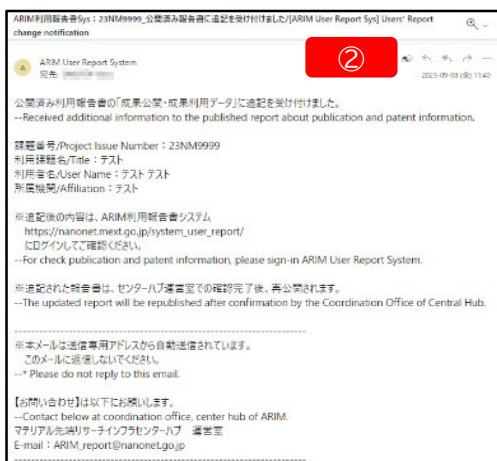 ARIM利用報告書Sys：23NM9999_公開済み報告書に追記を受け付けました/[ARIM User Report Sys] Users' Report
change notification
②
A
ARIM User Report System
宛先
2023-09-08 (金) 11:40
公開済み利用報告書の「成果公開・成果利用データ」に追記を受け付けました。
--Received additional information to the published report about publication and patent information.
課題番号/Project Issue Number：23NM9999
利用課題名/Title：テスト
利用者名/User Name：テスト テスト
所属機関/Affiliation：テスト
※追記後の内容は、ARIM利用報告書システム
https://nanonet.mext.go.jp/system_user_report/
にログインしてご確認ください。
--For check publication and patent information, please sign-in ARIM User Report System.
※追記された報告書は、センターハブ運営室での確認完了後、再公開されます。
--The updated report will be republished after confirmation by the Coordination Office of Central Hub.
--------------------------------------------------------------
※本メールは送信専用アドレスから自動送信されています。
このメールに返信しないでください。
--* Please do not reply to this email.
【お問い合わせ】は以下にお願いします。
--Contact below at coordination office, center hub of ARIM.
マテリアル先端リサーチインフラセンターハブ　運営室
E-mail：ARIM_report@nanonet.go.jp
--------------------------------------------------------------